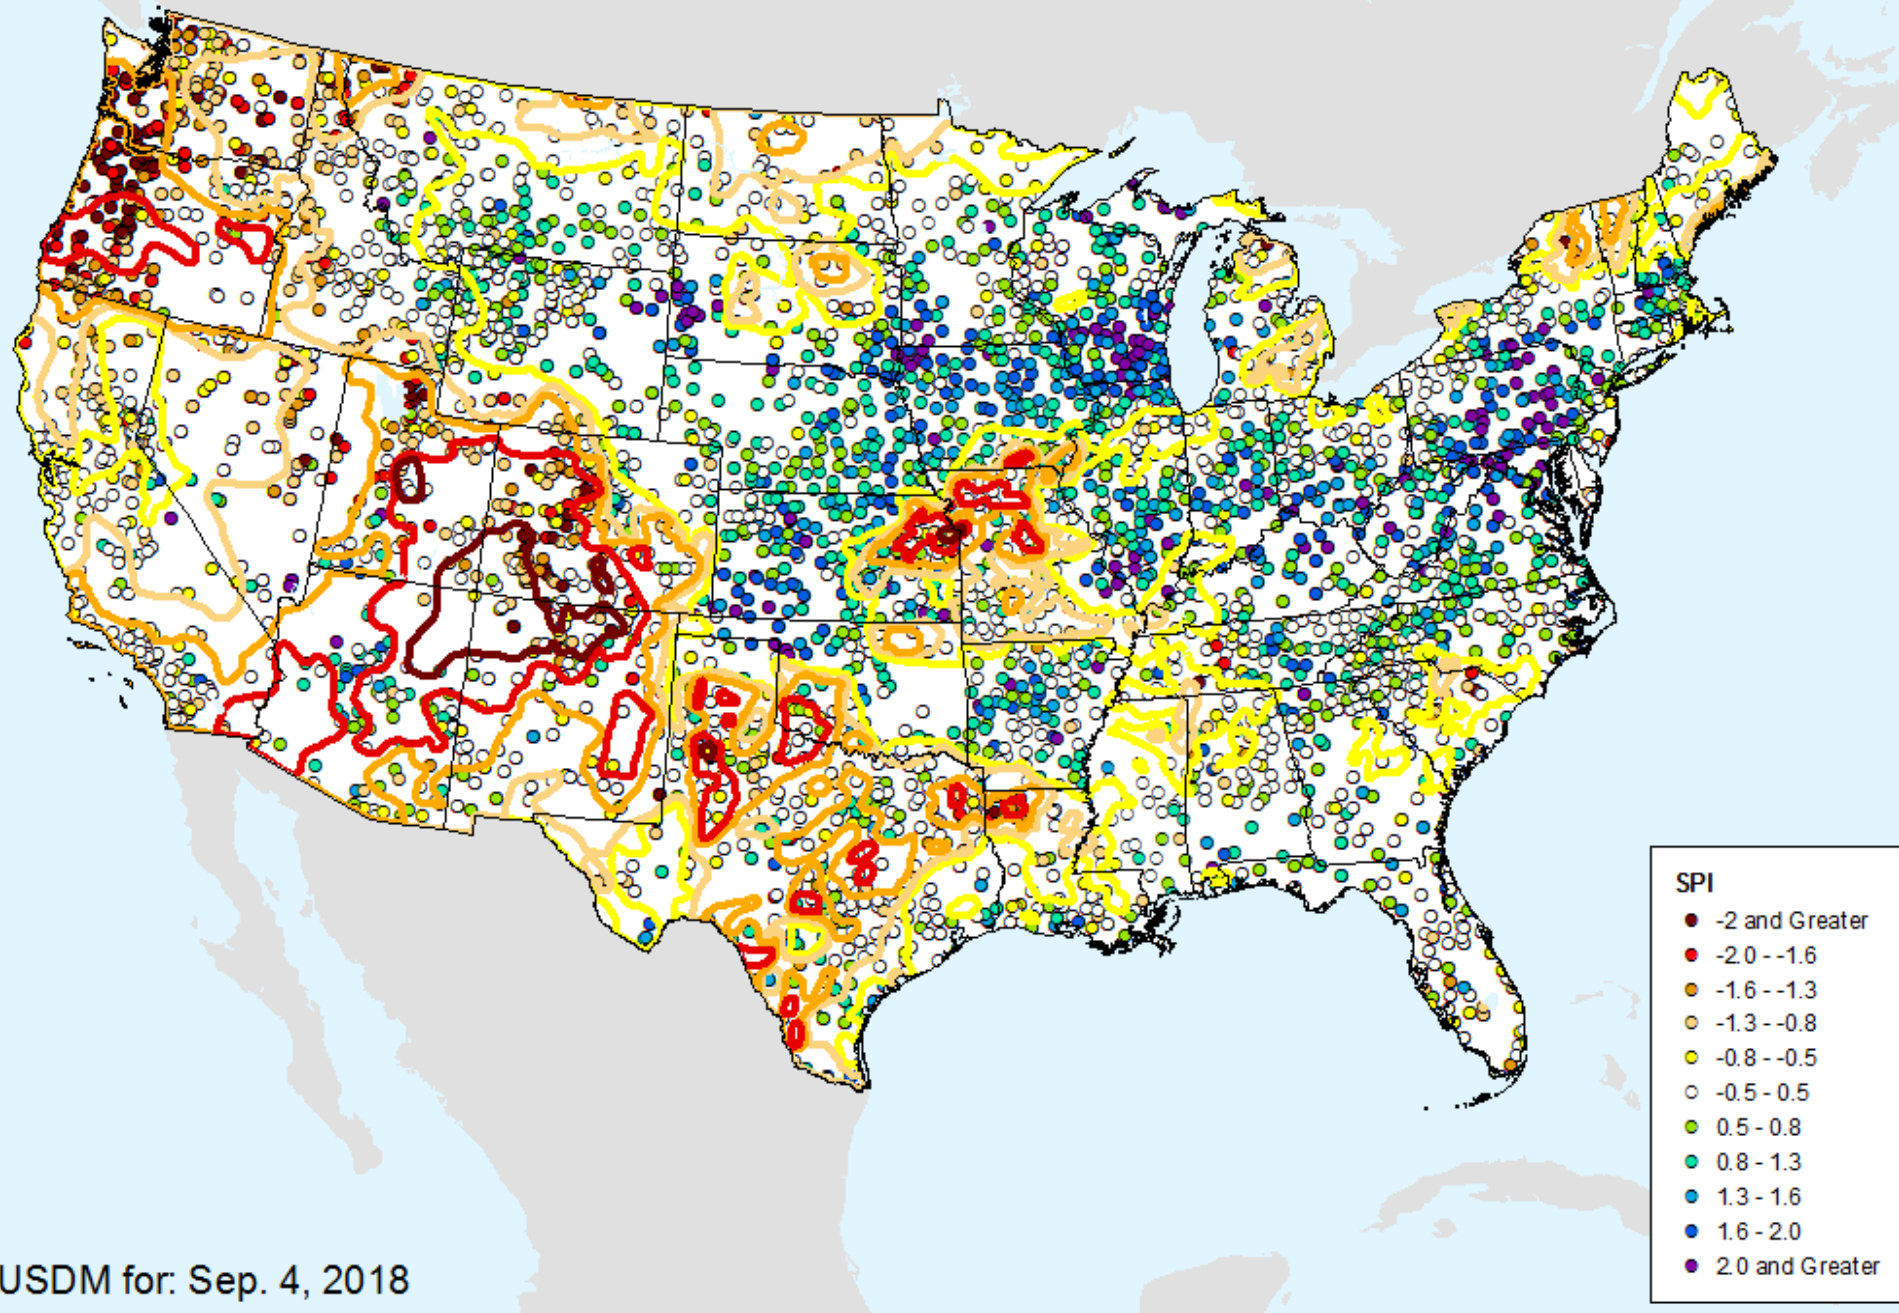 SPI
-2 and Greater
-2.0 - -1.6
-1.6 - -1.3
-1.3 - -0.8
-0.8 - -0.5
-0.5 - 0.5
0.5 - 0.8
0.8 - 1.3
1.3 - 1.6
1.6 - 2.0
2.0 and Greater
USDM for: Sep. 4, 2018